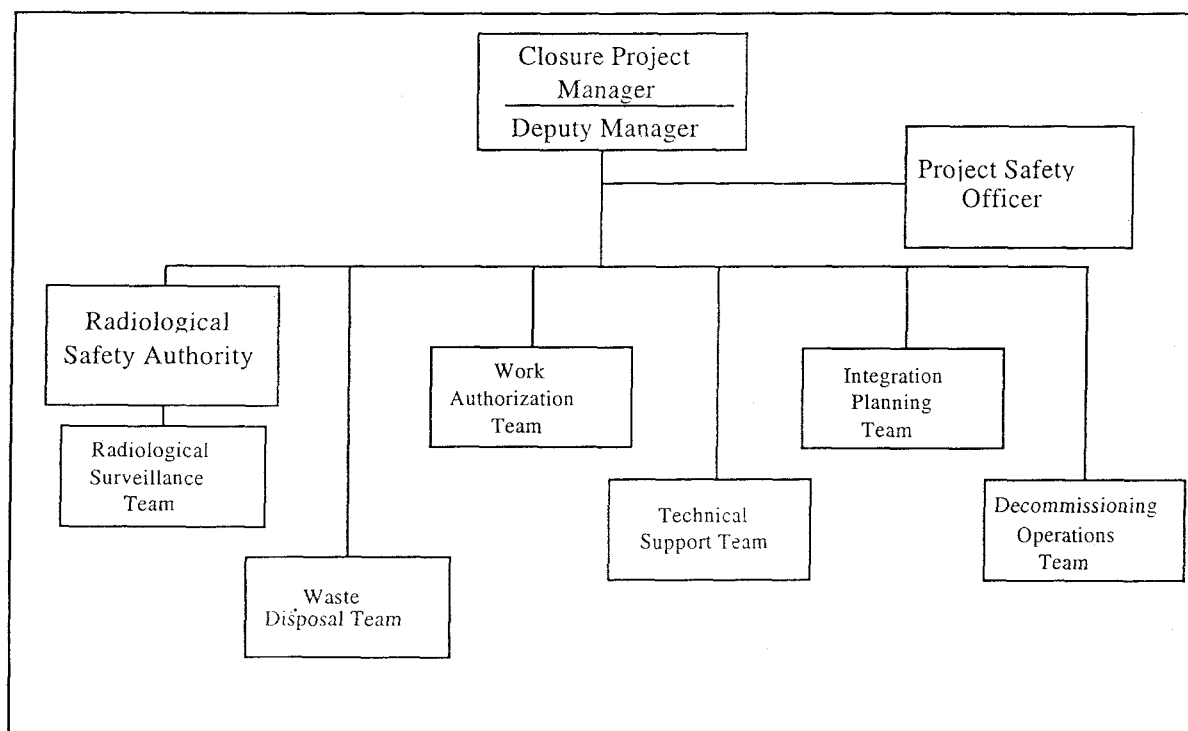 Closure Project
Manager
Deputy Manager
Project Safety
Officer
Radiological
Safety Authority
Radiological
Surveillance
Team
Waste
Disposal Team
Work
Authorization
Team
Technical
Support Team
Integration
Planning
Team
Decommissioning
Operations
Team